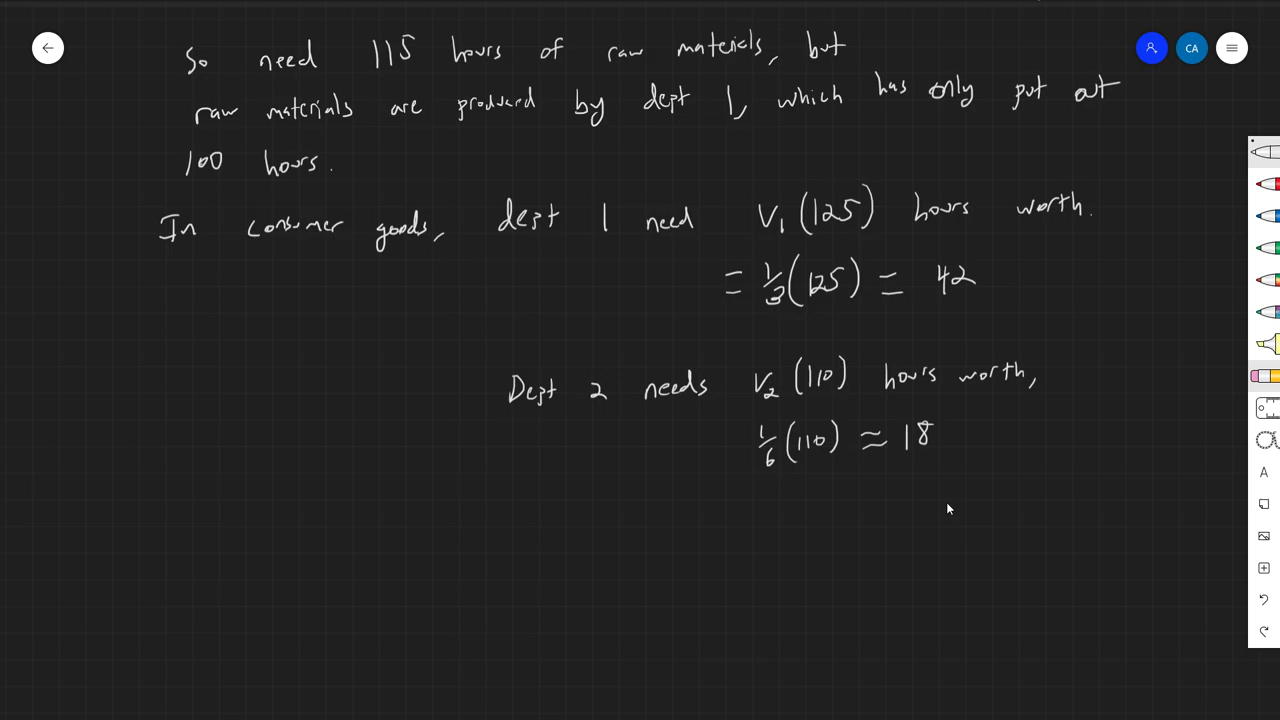 So need 115 hours of raw materials, but
raw materials are produced by dept 1, which has only put out
100 hours.
In consumer goods, dept 1 need V₁(125) hours worth.
= 1/3(125) = 42
Dept 2 needs V₂(110) hours worth,
1/6(110) ≈ 18
CA
A